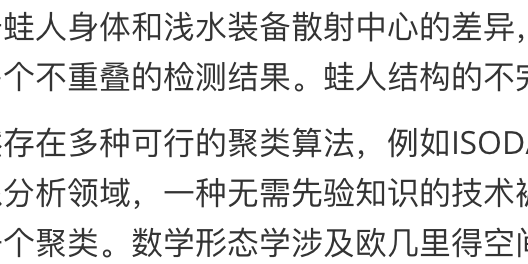 蛙人身体和浅水装备散射中心的差异，
个不重叠的检测结果。蛙人结构的不完
存在多种可行的聚类算法，例如ISODA
分析领域，一种无需先验知识的技术被
个聚类。数学形态学涉及欧几里得空间